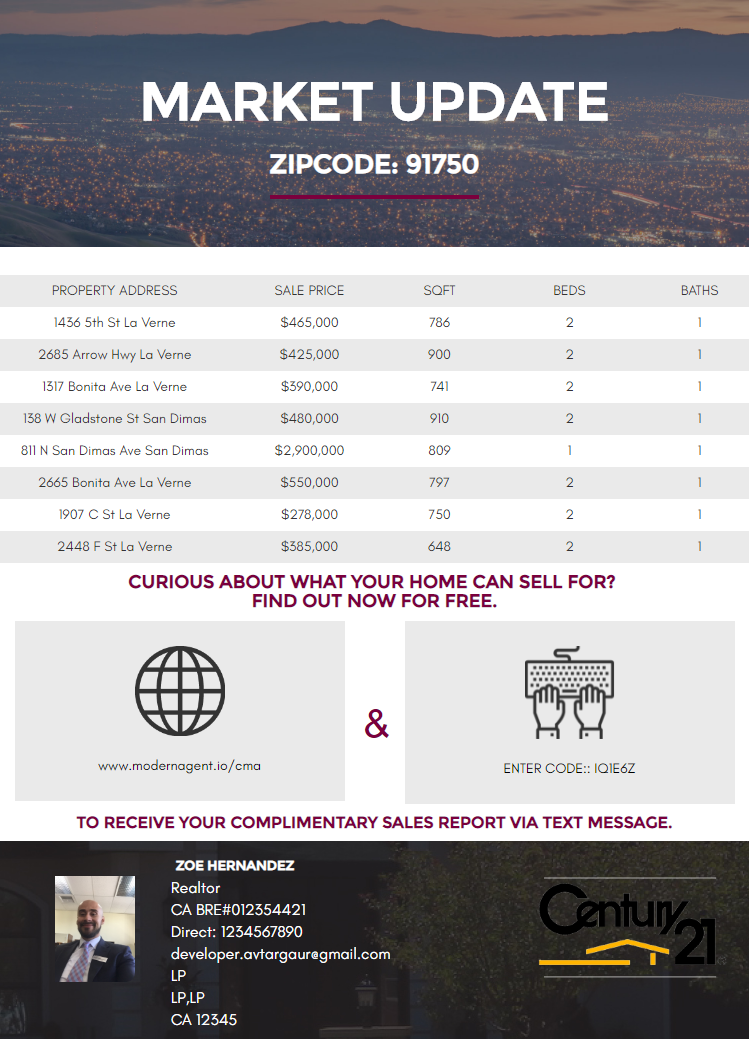 MARKET UPDATE
ZIPCODE: 91750
PROPERTY ADDRESS SALE PRICE SQFT BEDS BATHS
1436 5th St La Verne $465,000 786 2 1
2685 Arrow Hwy La Verne $425,000 900 2 1
1317 Bonita Ave La Verne $390,000 741 2 1
138 W Gladstone St San Dimas $480,000 910 2 1
811 N San Dimas Ave San Dimas $2,900,000 809 1 1
2665 Bonita Ave La Verne $550,000 797 2 1
1907 C St La Verne $278,000 750 2 1
2448 F St La Verne $385,000 648 2 1
CURIOUS ABOUT WHAT YOUR HOME CAN SELL FOR?
FIND OUT NOW FOR FREE.
&
www.modernagent.io/cma
ENTER CODE:: IQ1E6Z
TO RECEIVE YOUR COMPLIMENTARY SALES REPORT VIA TEXT MESSAGE.
ZOE HERNANDEZ
Realtor
CA BRE#012354421
Direct: 1234567890
developer.avtargaur@gmail.com
LP
LP,LP
CA 12345
Century
21